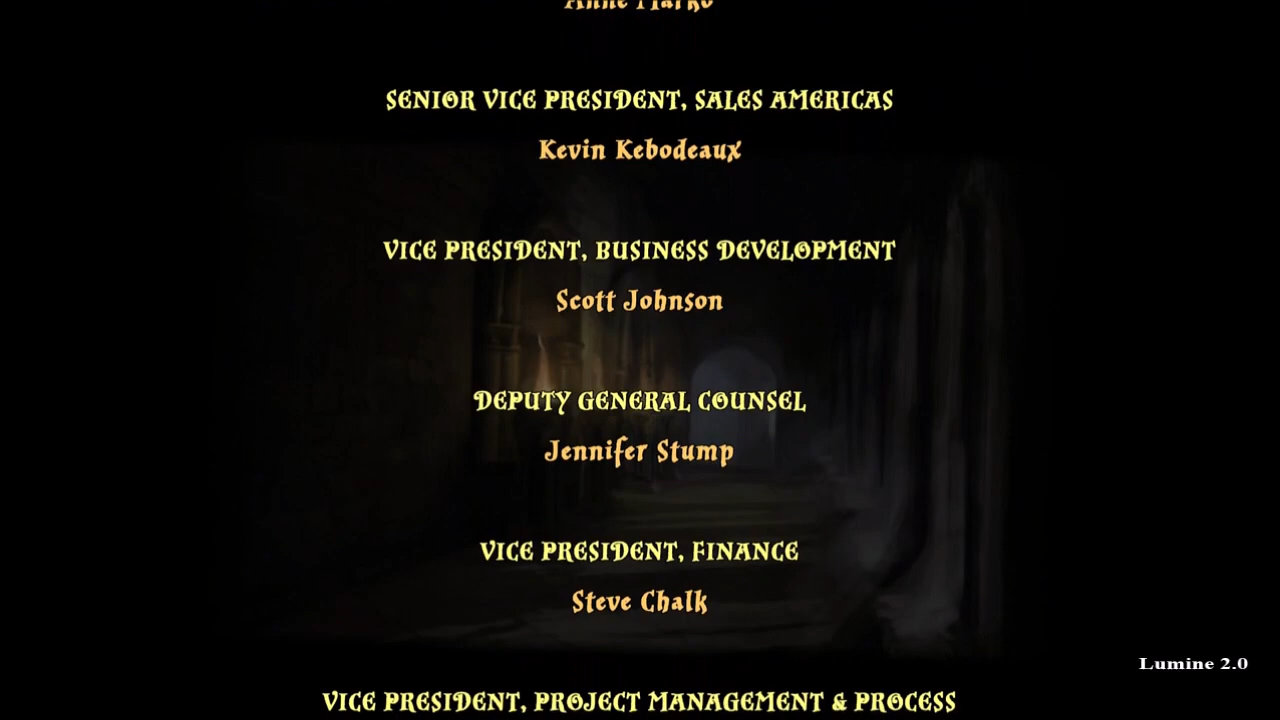 SENIOR VICE PRESIDENT, SALES AMERICAS
Kevin Kebodeaux
VICE PRESIDENT, BUSINESS DEVELOPMENT
Scott Johnson
DEPUTY GENERAL COUNSEL
Jennifer Stump
VICE PRESIDENT, FINANCE
Steve Chalk
Lumine 2.0
VICE PRESIDENT, PROJECT MANAGEMENT & PROCESS